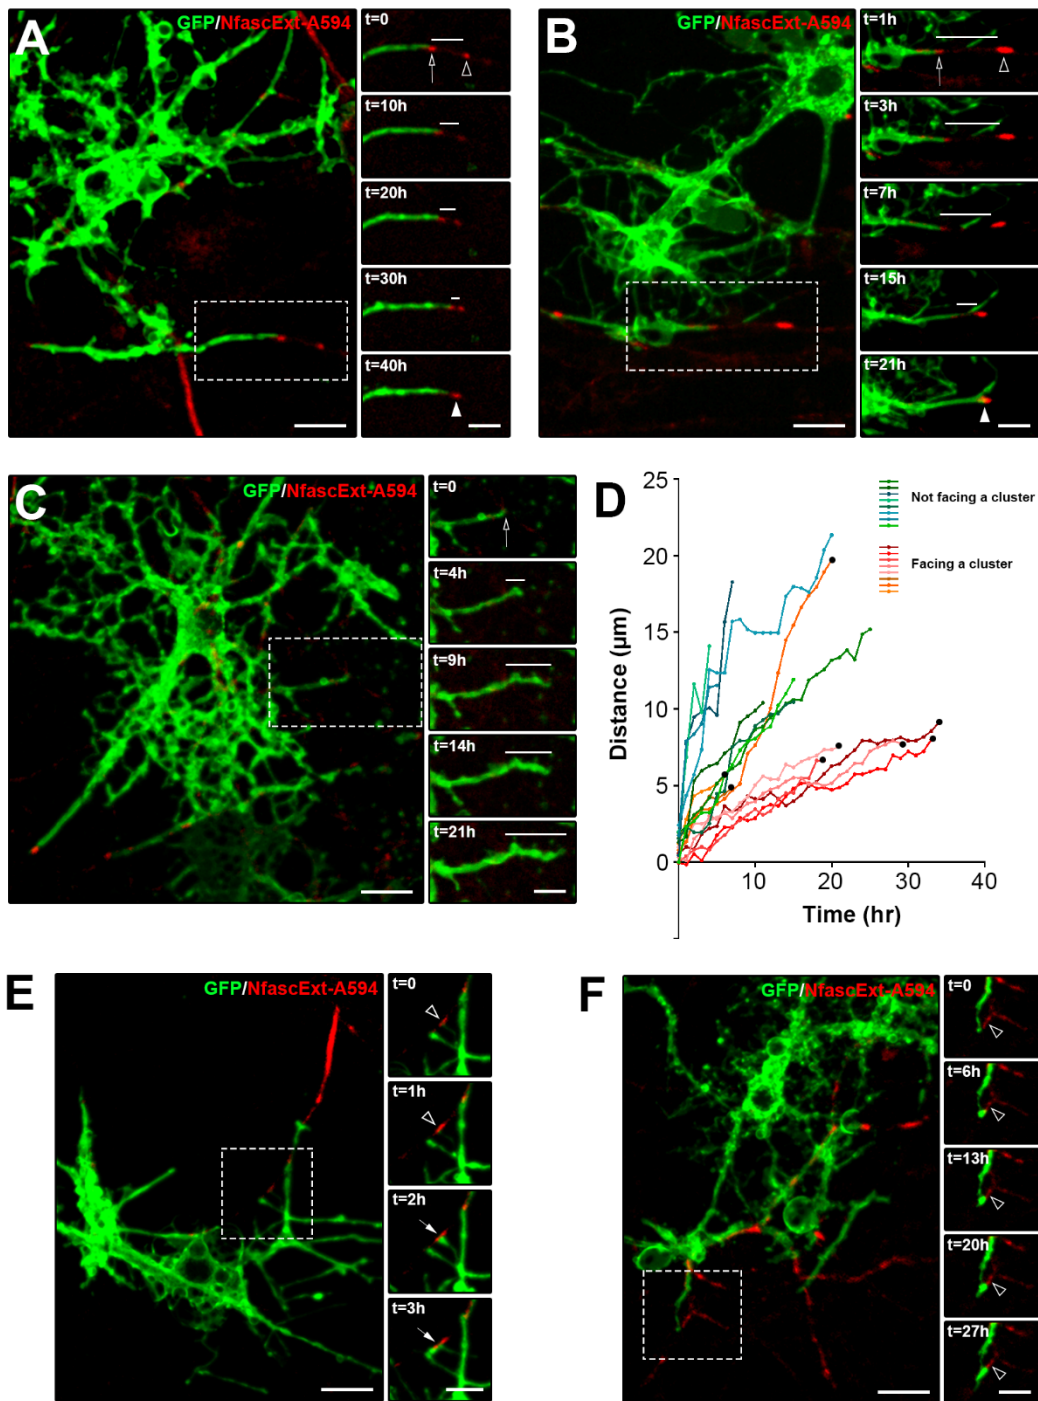 A
GFP/NfascExt-A594
t=0
t=10h
t=20h
t=30h
t=40h
B
GFP/NfascExt-A594
t=1h
t=3h
t=7h
t=15h
t=21h
C
GFP/NfascExt-A594
t=0
t=4h
t=9h
t=14h
t=21h
D
25
20
15
10
5
0
Distance (µm)
Not facing a cluster
Facing a cluster
10
20
30
40
Time (hr)
E
GFP/NfascExt-A594
t=0
t=1h
t=2h
t=3h
F
GFP/NfascExt-A594
t=0
t=6h
t=13h
t=20h
t=27h